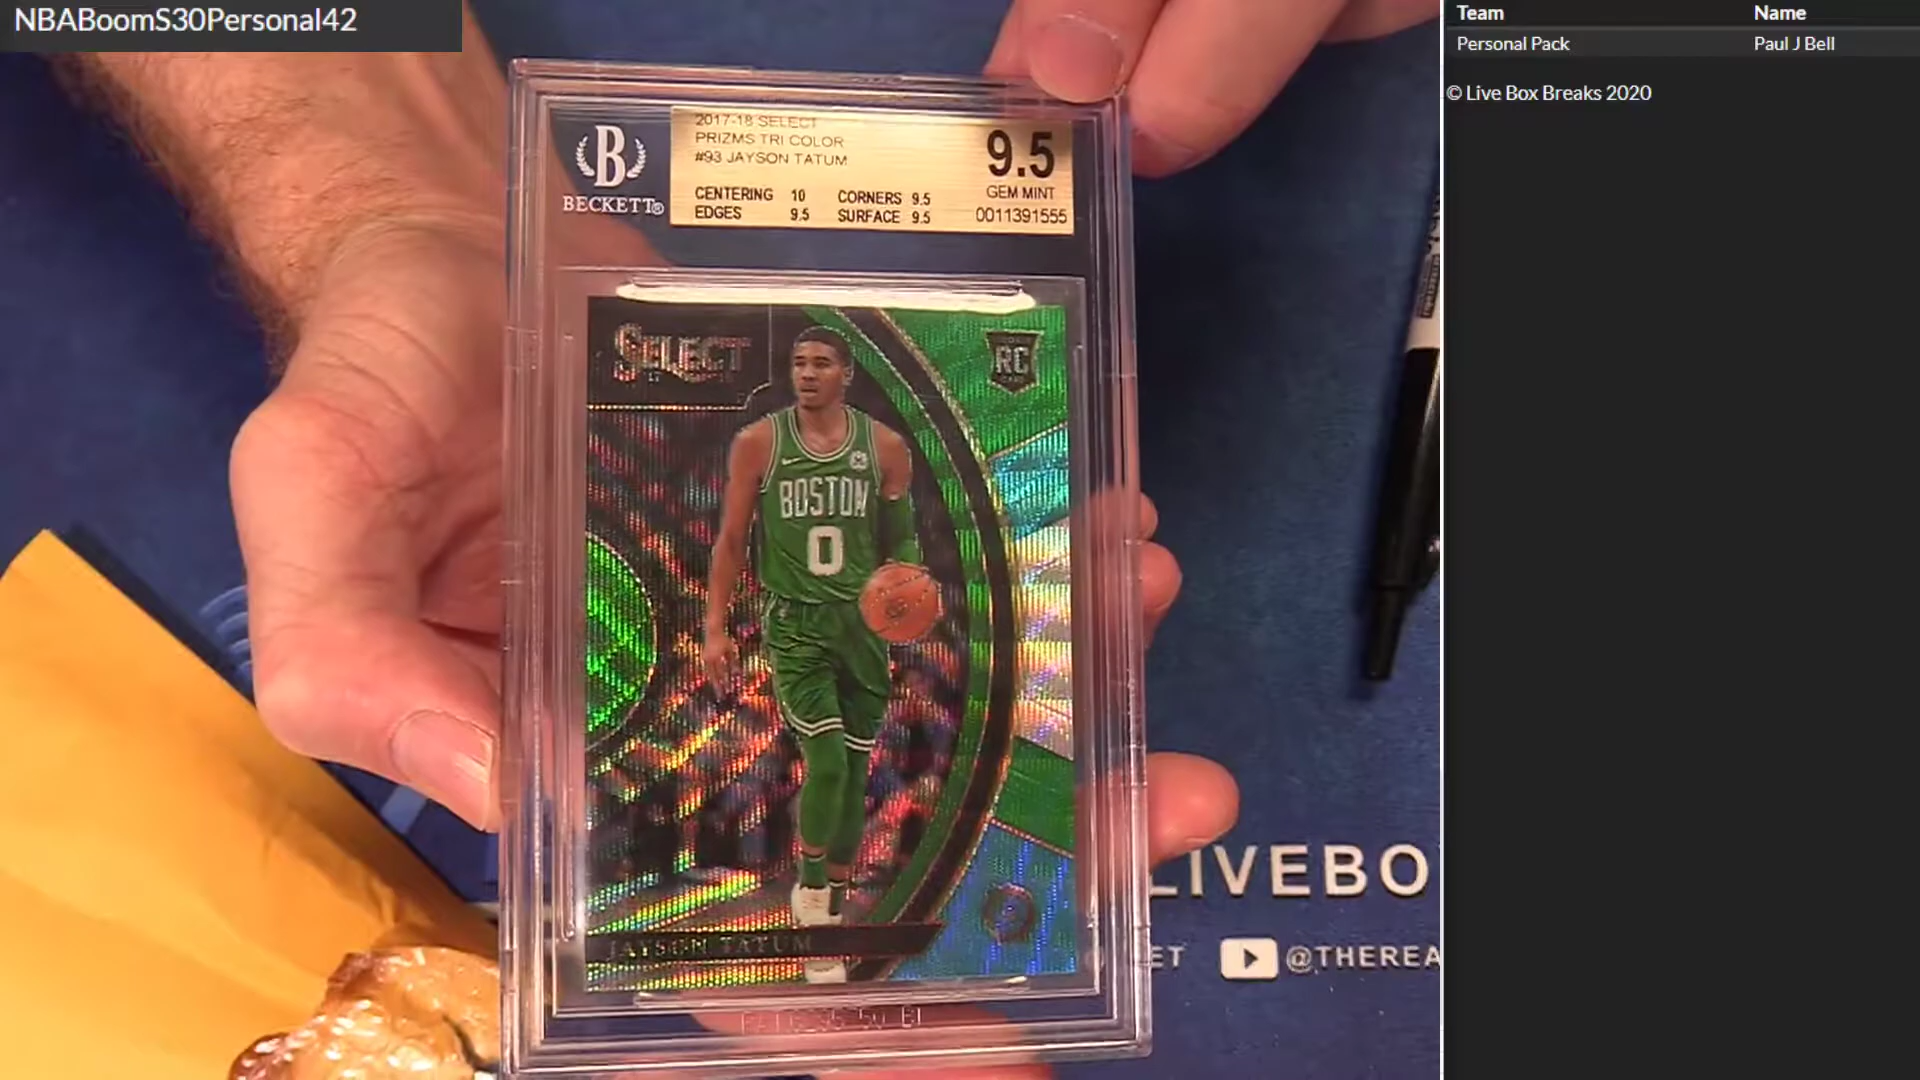 NBABoomS30Personal42
Team Name
Personal Pack Paul J Bell
© Live Box Breaks 2020
B
BECKETT®
2017-18 SELECT
PRIZMS TRI COLOR
#93 JAYSON TATUM
CENTERING 10 CORNERS 9.5
EDGES 9.5 SURFACE 9.5
9.5
GEM MINT
0011391555
SELECT
RC
BOSTON
0
JAYSON TATUM
LIVEBO
ET @THEREA